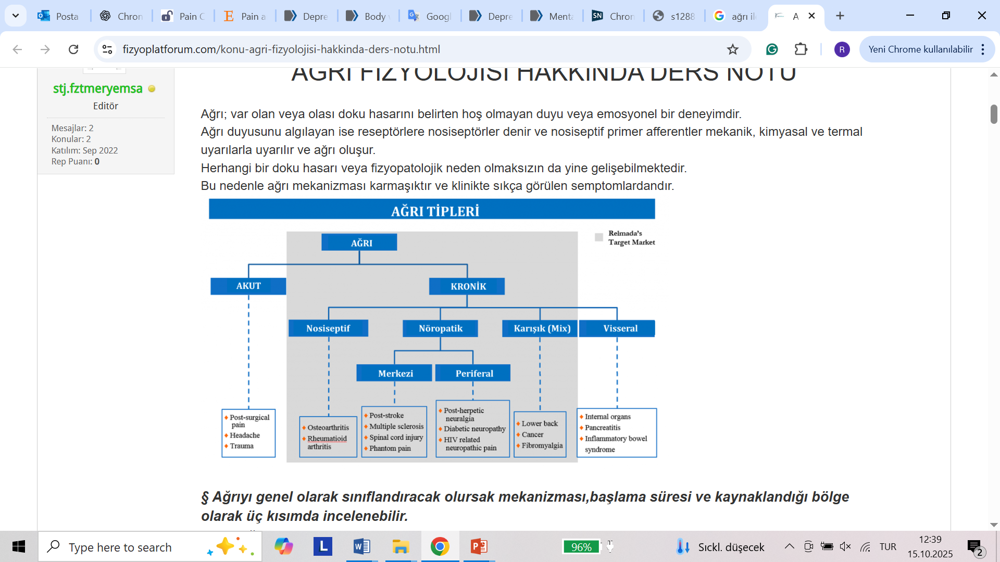 Posta
Chron
Pain C
Pain a
Depre
Body
Googl
Depre
Menta
Chron
s1288
ağrı il
A
fizyoplatforum.com/konu-agri-fizyolojisi-hakkinda-ders-notu.html
R
Yeni Chrome kullanılabilir
AĞRI FİZYOLOJİSİ HAKKINDA DERS NOTU
stj.fztmeryemsa
Editör
Mesajlar: 2
Konular: 2
Katılım: Sep 2022
Rep Puanı: 0
Ağrı; var olan veya olası doku hasarını belirten hoş olmayan duyu veya emosyonel bir deneyimdir.
Ağrı duyusunu algılayan ise reseptörlere nosiseptörler denir ve nosiseptif primer afferentler mekanik, kimyasal ve termal
uyarılarla uyarılır ve ağrı oluşur.
Herhangi bir doku hasarı veya fizyopatolojik neden olmaksızın da yine gelişebilmektedir.
Bu nedenle ağrı mekanizması karmaşıktır ve klinikte sıkça görülen semptomlardandır.
AĞRI TİPLERİ
Relmada's
Target Market
AĞRI
AKUT
KRONİK
Nosiseptif
Nöropatik
Karışık (Mix)
Visseral
Merkezi
Periferal
Post-surgical
pain
Headache
Trauma
Osteoarthritis
Rheumatioid
arthritis
Post-stroke
Multiple sclerosis
Spinal cord injury
Phantom pain
Post-herpetic
neuralgia
Diabetic neuropathy
HIV related
neuropathic pain
Lower back
Cancer
Fibromyalgia
Internal organs
Pancreatitis
Inflammatory bowel
syndrome
§ Ağrıyı genel olarak sınıflandıracak olursak mekanizması,başlama süresi ve kaynaklandığı bölge
olarak üç kısımda incelenebilir.
Type here to search
96%
Sıckl. düşecek
TUR
12:39
15.10.2025
2